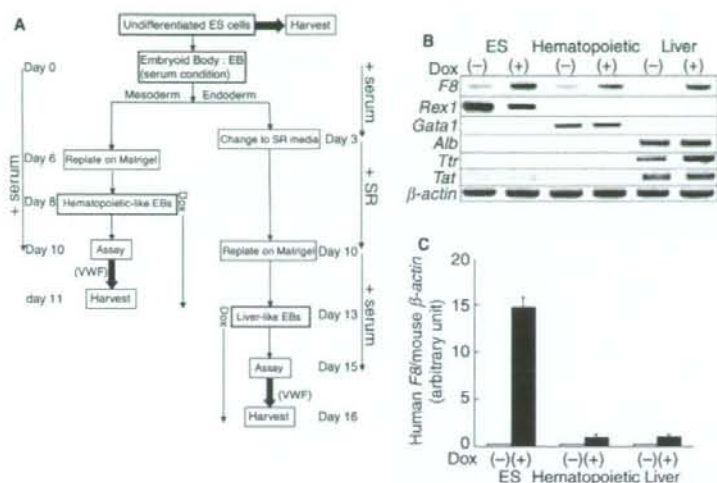 A
Undifferentiated ES cells
Harvest
Day 0
Embryoid Body : EB
(serum condition)
+ serum
Mesoderm
Endoderm
Change to SR media
Day 3
Day 6
Replate on Matrigel
+ serum
+ SR
Day 8
Hematopoietic-like EBs
Dox
Day 10
Assay
Replate on Matrigel
Day 10
(VWF)
day 11
Harvest
+ serum
Liver-like EBs
Day 13
Dox
Assay
Day 15
(VWF)
Harvest
Day 16
B
ES Hematopoietic Liver
Dox (−) (+) (−) (+) (−) (+)
F8
Rex1
Gata1
Alb
Ttr
Tat
β-actin
C
Human F8/mouse β-actin
(arbitrary unit)
20
15
10
5
0
Dox (−)(+) (−)(+) (−)(+)
ES Hematopoietic Liver